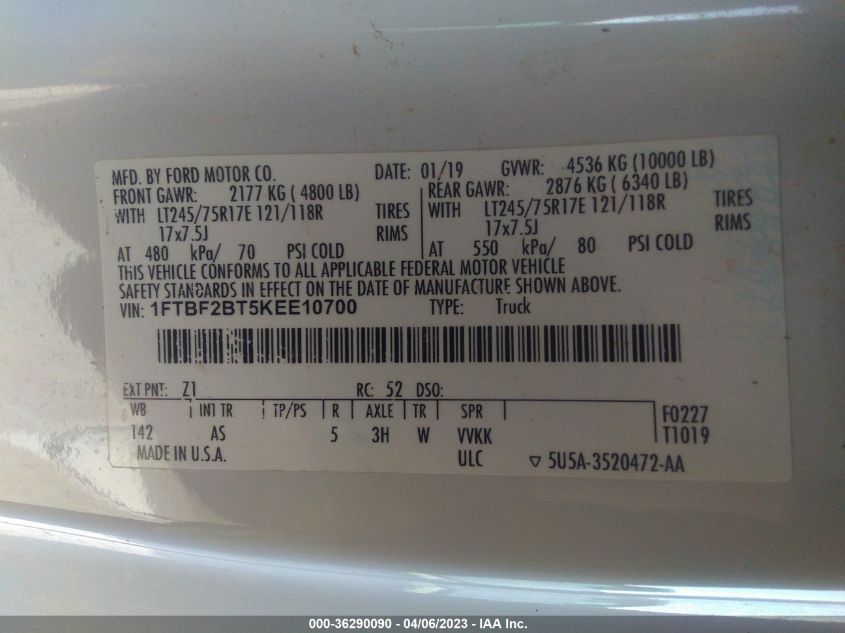 MFD. BY FORD MOTOR CO. DATE: 01/19 GVWR: 4536 KG (10000 LB)
FRONT GAWR: 2177 KG ( 4800 LB) REAR GAWR: 2876 KG ( 6340 LB)
WITH LT245/75R17E 121/118R TIRES WITH LT245/75R17E 121/118R TIRES
17x7.5J RIMS 17x7.5J RIMS
AT 480 kPa/ 70 PSI COLD AT 550 kPa/ 80 PSI COLD
THIS VEHICLE CONFORMS TO ALL APPLICABLE FEDERAL MOTOR VEHICLE
SAFETY STANDARDS IN EFFECT ON THE DATE OF MANUFACTURE SHOWN ABOVE.
VIN: 1FTBF2BT5KEE10700 TYPE: Truck
EXT PNT: Z1 RC: 52 DSO:
WB INT TR TP/PS R AXLE TR SPR F0227
142 AS 5 3H W VVKK T1019
MADE IN U.S.A. ULC ▽ 5U5A-3520472-AA
000-36290090 - 04/06/2023 - IAA Inc.